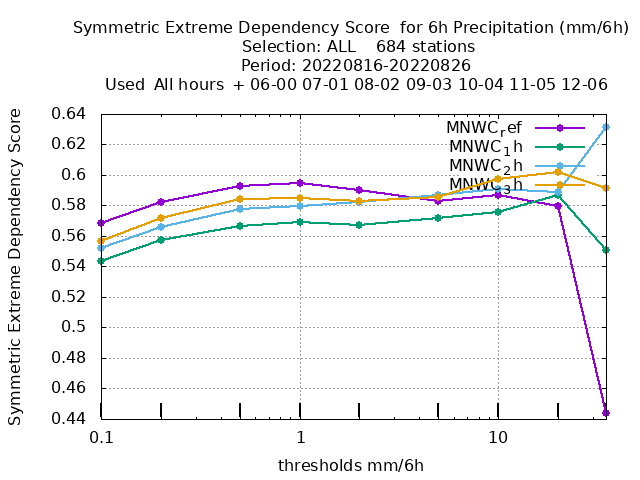 Symmetric Extreme Dependency Score  for 6h Precipitation (mm/6h)
Selection: ALL    684 stations
Period: 20220816-20220826
Used  All hours  + 06-00 07-01 08-02 09-03 10-04 11-05 12-06
Symmetric Extreme Dependency Score
0.64
0.62
0.6
0.58
0.56
0.54
0.52
0.5
0.48
0.46
0.44
MNWC_ref
MNWC_1h
MNWC_2h
MNWC_3h
0.1
1
10
thresholds mm/6h